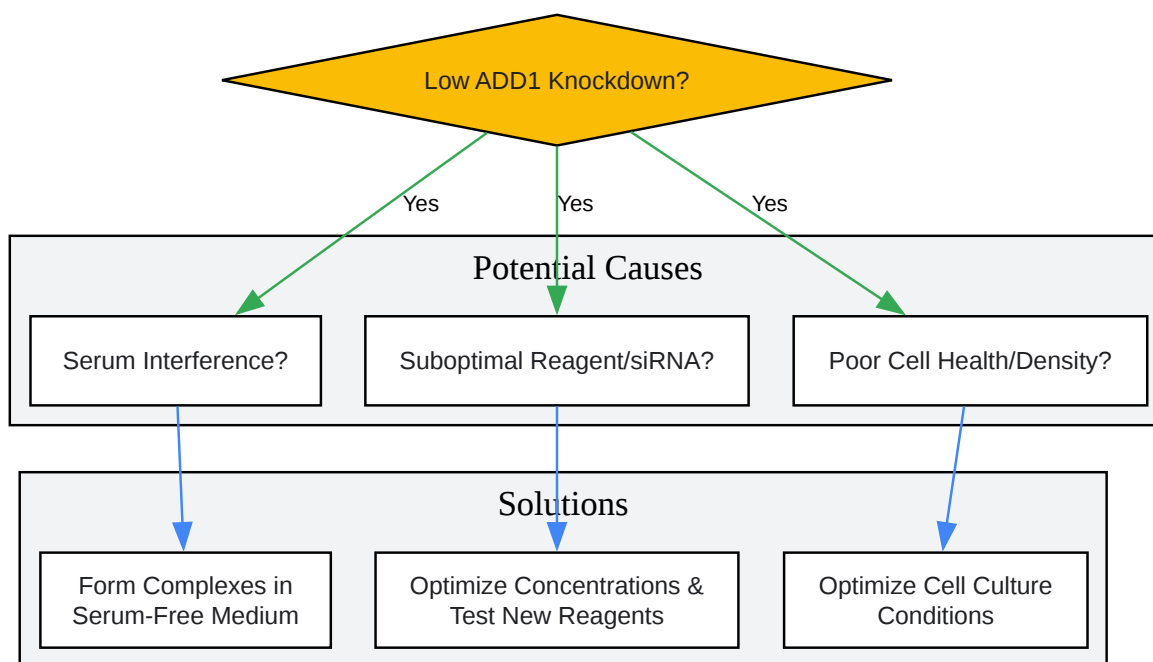 Low ADD1 Knockdown?
Yes
Yes
Yes
Potential Causes
Serum Interference?
Suboptimal Reagent/siRNA?
Poor Cell Health/Density?
Solutions
Form Complexes in
Serum-Free Medium
Optimize Concentrations &
Test New Reagents
Optimize Cell Culture
Conditions